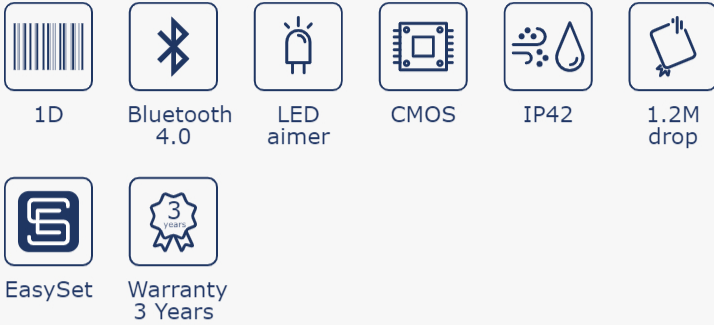 1D
Bluetooth
4.0
LED
aimer
CMOS
IP42
1.2M
drop
EasySet
3
years
Warranty
3 Years